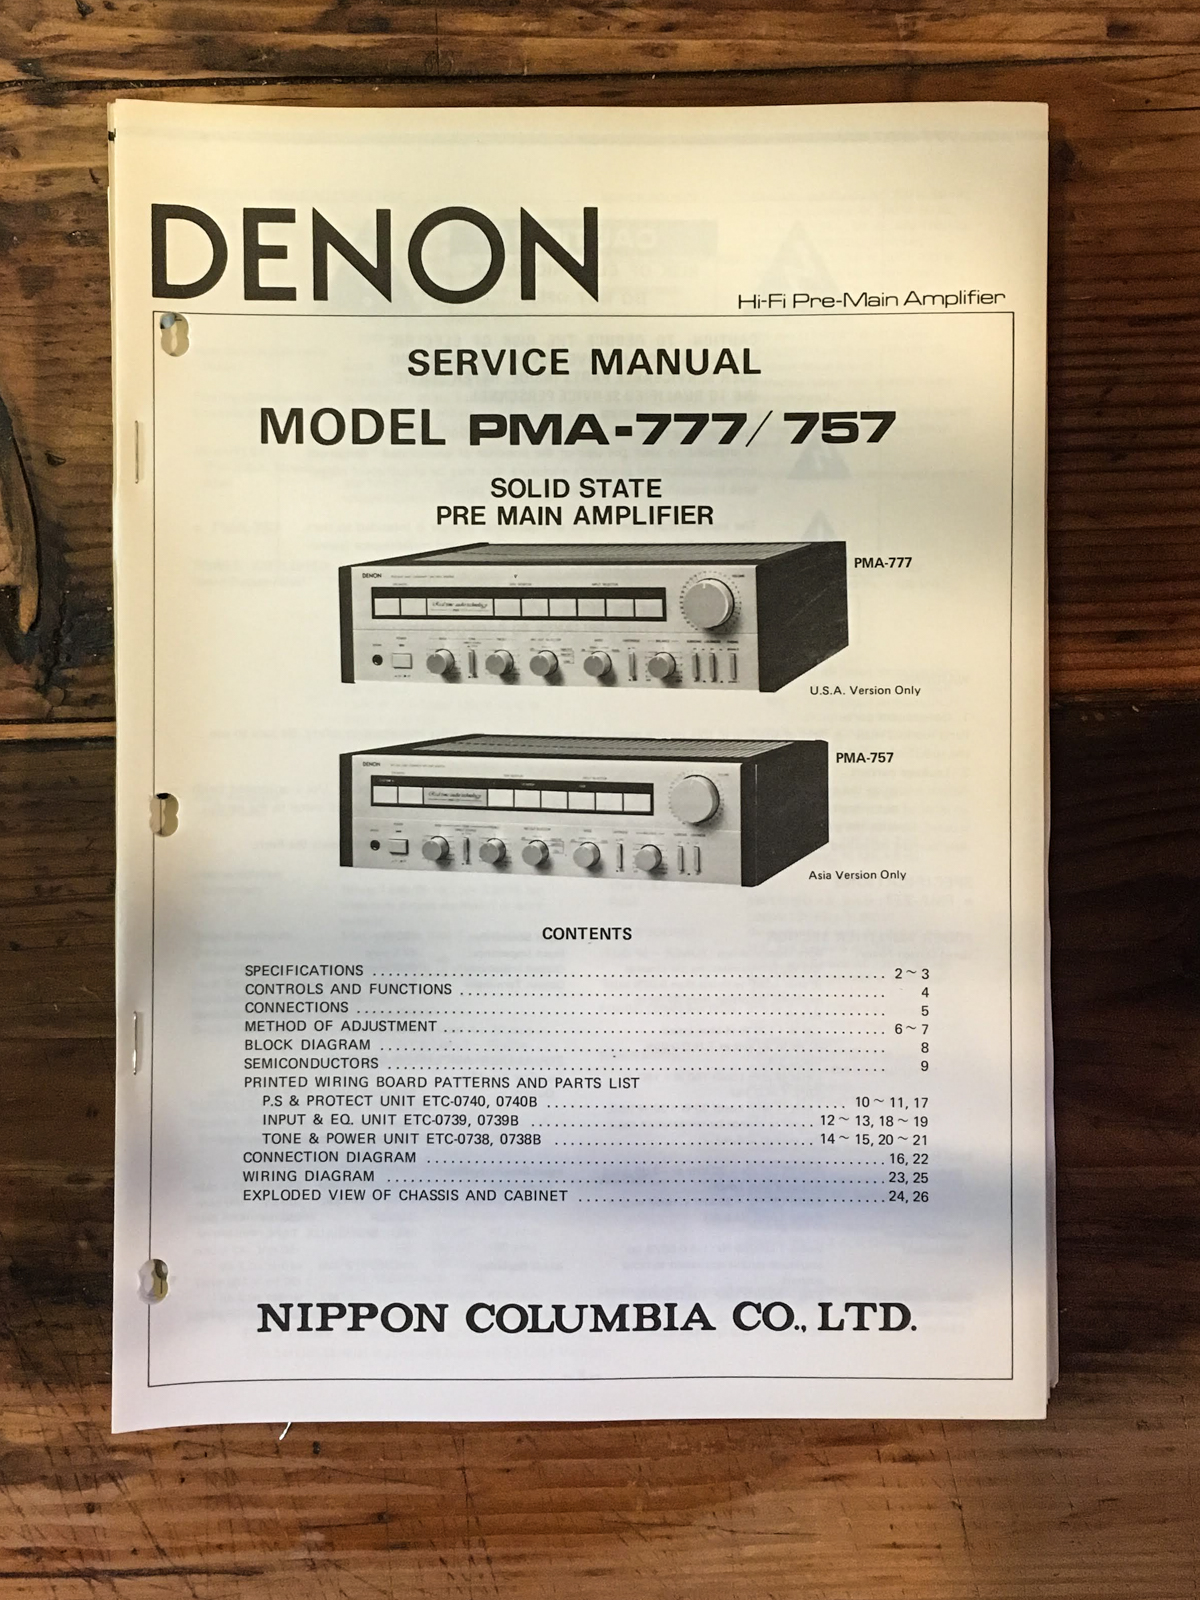 DENON
Hi-Fi Pre-Main Amplifier
SERVICE MANUAL
MODEL PMA-777/757
SOLID STATE
PRE MAIN AMPLIFIER
PMA-777
DENON
U.S.A. Version Only
PMA-757
DENON
Asia Version Only
CONTENTS
SPECIFICATIONS ........ 2 ~ 3
CONTROLS AND FUNCTIONS ........ 4
CONNECTIONS ........ 5
METHOD OF ADJUSTMENT ........ 6 ~ 7
BLOCK DIAGRAM ........ 8
SEMICONDUCTORS ........ 9
PRINTED WIRING BOARD PATTERNS AND PARTS LIST
P.S & PROTECT UNIT ETC-0740, 0740B ........ 10 ~ 11, 17
INPUT & EQ. UNIT ETC-0739, 0739B ........ 12 ~ 13, 18 ~ 19
TONE & POWER UNIT ETC-0738, 0738B ........ 14 ~ 15, 20 ~ 21
CONNECTION DIAGRAM ........ 16, 22
WIRING DIAGRAM ........ 23, 25
EXPLODED VIEW OF CHASSIS AND CABINET ........ 24, 26
NIPPON COLUMBIA CO., LTD.